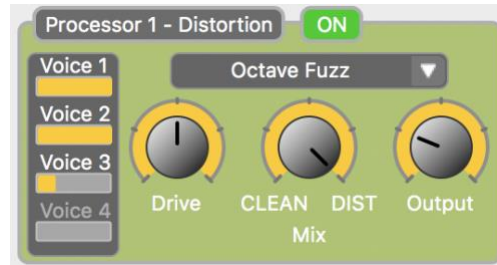 Processor 1 - Distortion
ON
Voice 1
Voice 2
Voice 3
Voice 4
Octave Fuzz
Drive
CLEAN DIST
Mix
Output